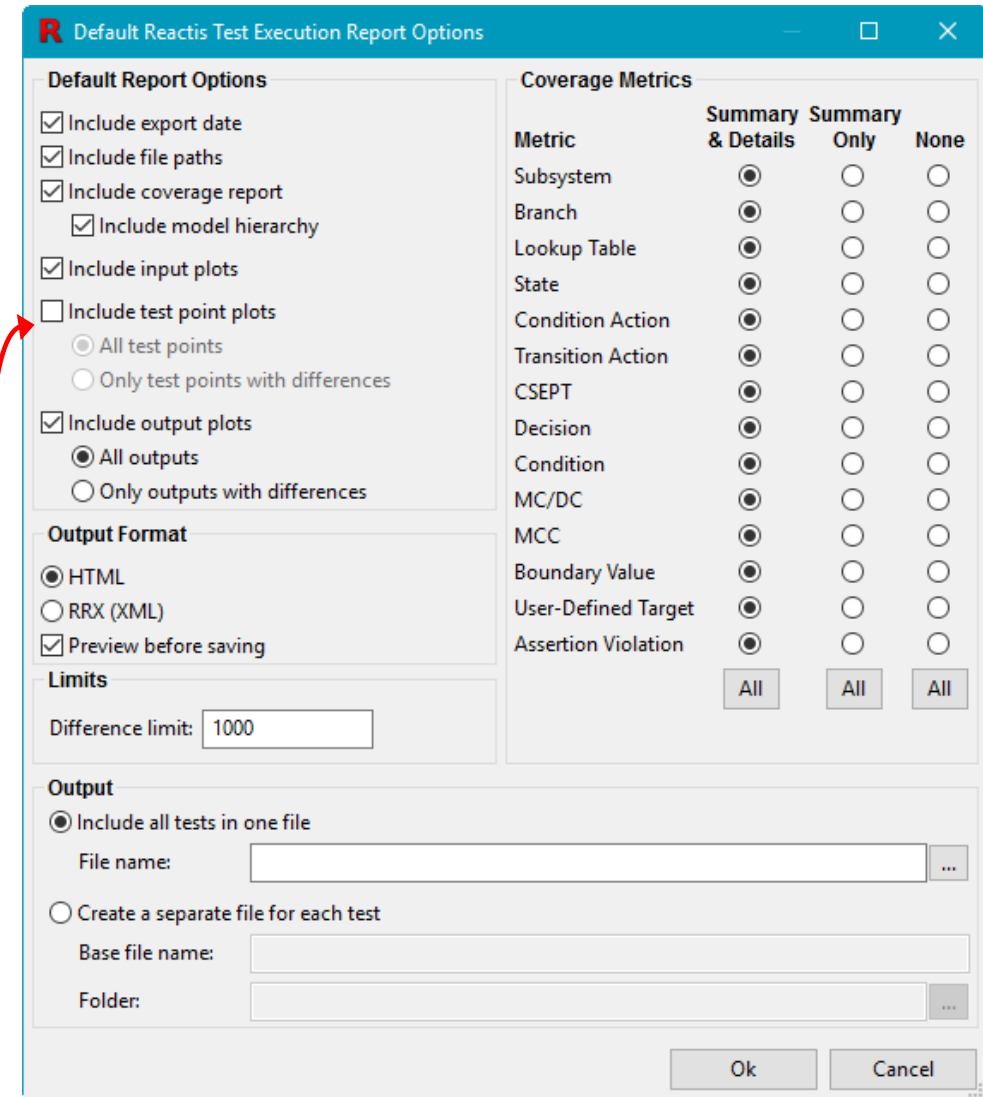 R Default Reactis Test Execution Report Options
Default Report Options
Include export date
Include file paths
Include coverage report
Include model hierarchy
Include input plots
Include test point plots
All test points
Only test points with differences
Include output plots
All outputs
Only outputs with differences
Output Format
HTML
RRX (XML)
Preview before saving
Limits
Difference limit: 1000
Coverage Metrics
Metric Summary & Details Summary Only None
Subsystem
Branch
Lookup Table
State
Condition Action
Transition Action
CSEPT
Decision
Condition
MC/DC
MCC
Boundary Value
User-Defined Target
Assertion Violation
All All All
Output
Include all tests in one file
File name: ...
Create a separate file for each test
Base file name:
Folder: ...
Ok Cancel